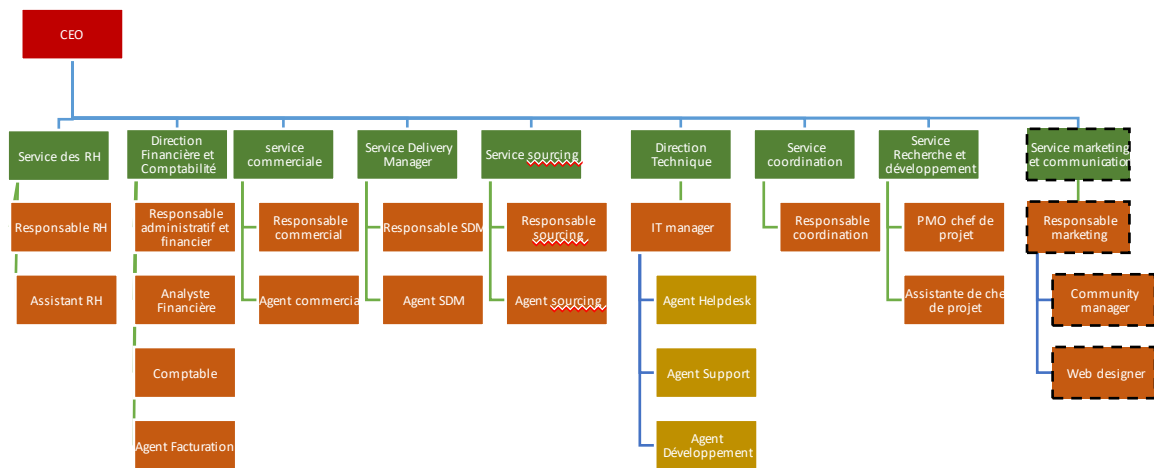 CEO
Service des RH
Direction
Financière et
Comptabilité
service
commerciale
Service Delivery
Manager
Service sourcing
Direction
Technique
Service
coordination
Service
Recherche et
développement
Service marketing
et communication
Responsable RH
Responsable
administratif et
financier
Responsable
commercial
Responsable SDM
Responsable
sourcing
IT manager
Responsable
coordination
PMO chef de
projet
Responsable
marketing
Assistant RH
Analyste
Financière
Agent commercia
Agent SDM
Agent sourcing
Agent Helpdesk
Assistante de che
de projet
Community
manager
Comptable
Agent Support
Web designer
Agent Facturation
Agent
Développement